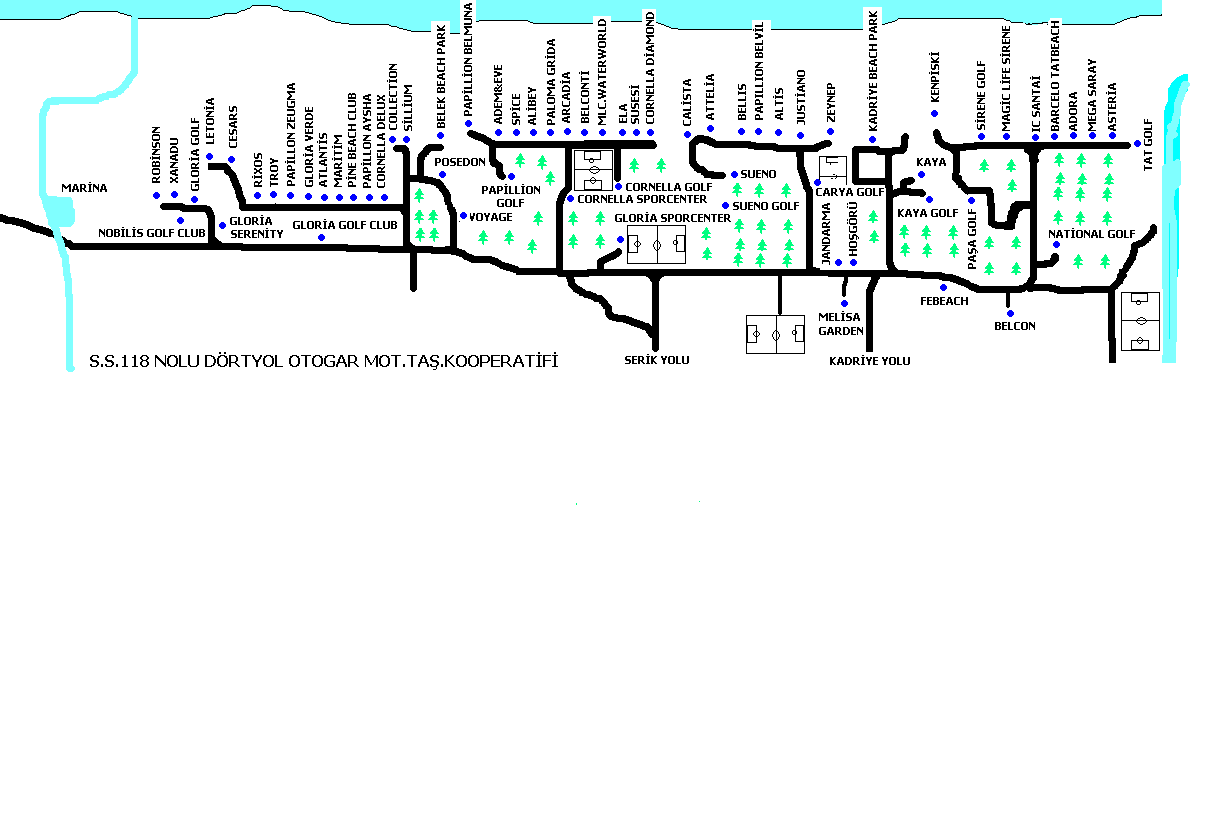 MARINA
ROBİNSON
XANADU
GLORİA GOLF
LETONİA
CESARS
RİXOS
TROY
PAPİLLON ZEUGMA
GLORİA VERDE
ATLANTİS
MARİTİM
PİNE BEACH CLUB
PAPİLLON AYSHA
CORNELLA DELUX
COLLECTİON
SİLLİUM
BELEK BEACH PARK
PAPİLİON BELMUNA
ADEM&EVE
SPİCE
ALİBEY
PALOMA GRİDA
ARCADİA
BELCONTİ
MLC.WATERWORLD
ELA
SUSESİ
CORNELLA DİAMOND
CALİSTA
ATTELİA
BELLIS
PAPILLION BELVİL
ALTİS
JUSTİANO
ZEYNEP
KADRİYE BEACH PARK
KENPİSKİ
SİRENE GOLF
MAGİC LİFE SİRENE
IC SANTAİ
BARCELO TATBEACH
ADORA
MEGA SARAY
ASTERİA
TAT GOLF
NOBİLİS GOLF CLUB
GLORİA
SERENİTY
GLORİA GOLF CLUB
POSEDON
PAPİLLİON
GOLF
VOYAGE
CORNELLA GOLF
CORNELLA SPORCENTER
GLORİA SPORCENTER
SUENO
SUENO GOLF
CARYA GOLF
JANDARMA
HOŞGÖRÜ
KAYA
KAYA GOLF
PAŞA GOLF
NATİONAL GOLF
FEBEACH
BELCON
MELİSA
GARDEN
SERİK YOLU
KADRİYE YOLU
S.S.118 NOLU DÖRTYOL OTOGAR MOT.TAŞ.KOOPERATİFİ